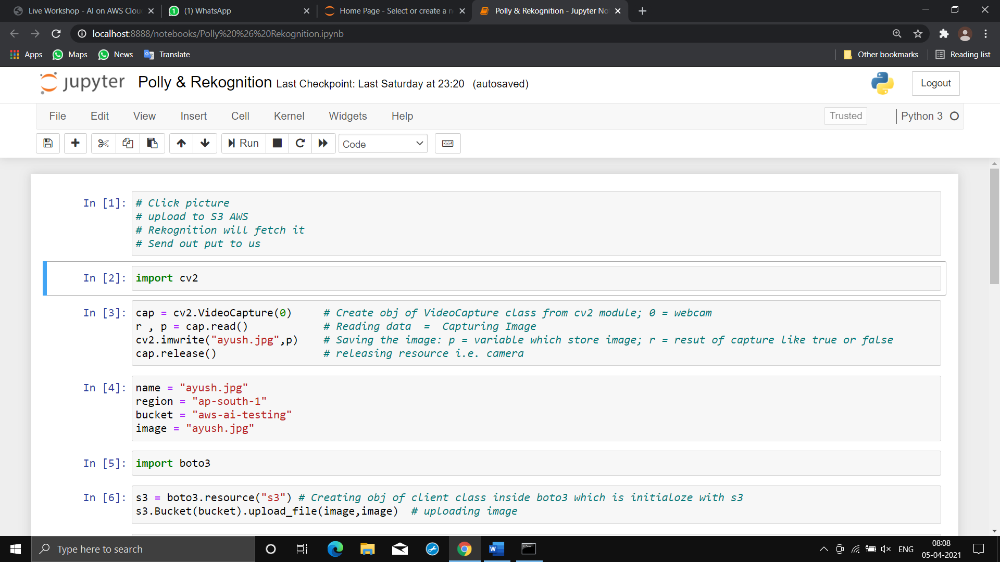 Live Workshop - AI on AWS Clou
(1) WhatsApp
Home Page - Select or create a n
Polly & Rekognition - Jupyter No
localhost:8888/notebooks/Polly%20%26%20Rekognition.ipynb
Apps
Maps
News
Translate
Other bookmarks
Reading list
jupyter
Polly & Rekognition
Last Checkpoint: Last Saturday at 23:20 (autosaved)
Logout
File
Edit
View
Insert
Cell
Kernel
Widgets
Help
Trusted
Python 3
Run
Code
In [1]:
# Click picture
# upload to S3 AWS
# Rekognition will fetch it
# Send out put to us
In [2]:
import cv2
In [3]:
cap = cv2.VideoCapture(0)     # Create obj of VideoCapture class from cv2 module; 0 = webcam
r , p = cap.read()            # Reading data  =  Capturing Image
cv2.imwrite("ayush.jpg",p)    # Saving the image: p = variable which store image; r = resut of capture like true or false
cap.release()                 # releasing resource i.e. camera
In [4]:
name = "ayush.jpg"
region = "ap-south-1"
bucket = "aws-ai-testing"
image = "ayush.jpg"
In [5]:
import boto3
In [6]:
s3 = boto3.resource("s3") # Creating obj of client class inside boto3 which is initialoze with s3
s3.Bucket(bucket).upload_file(image,image)  # uploading image
Type here to search
ENG
08:08
05-04-2021